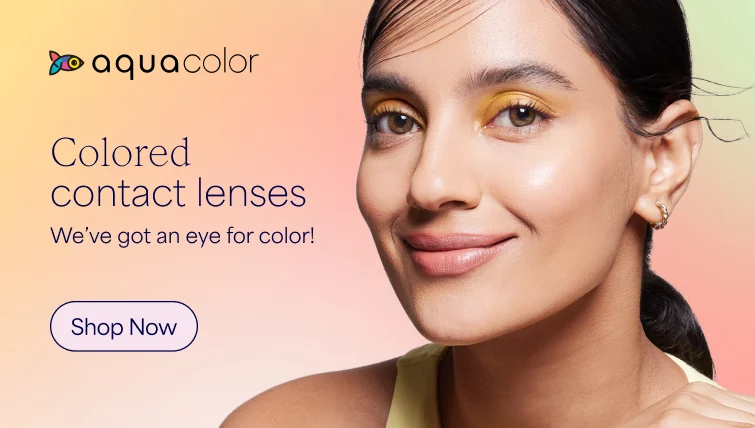 aquacolor
Colored
contact lenses
We've got an eye for color!
Shop Now